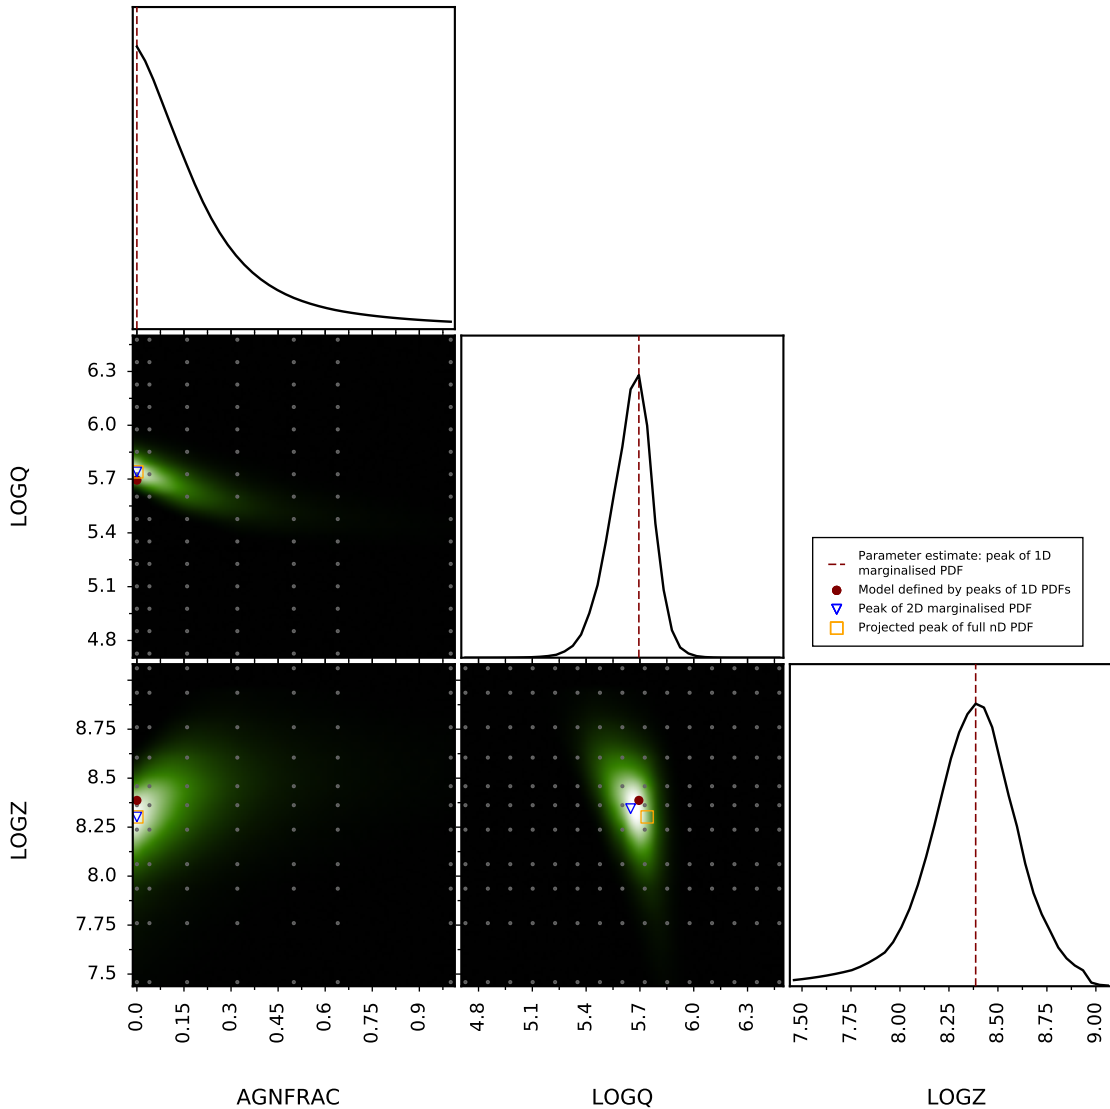 6.3
6.0
5.7
5.4
5.1
4.8
LOGQ
Parameter estimate: peak of 1D
marginalised PDF
Model defined by peaks of 1D PDFs
Peak of 2D marginalised PDF
Projected peak of full nD PDF
8.75
8.5
8.25
8.0
7.75
7.5
LOGZ
0.0 0.15 0.3 0.45 0.6 0.75 0.9
4.8 5.1 5.4 5.7 6.0 6.3
7.50 7.75 8.00 8.25 8.50 8.75 9.00
AGNFRAC LOGQ LOGZ